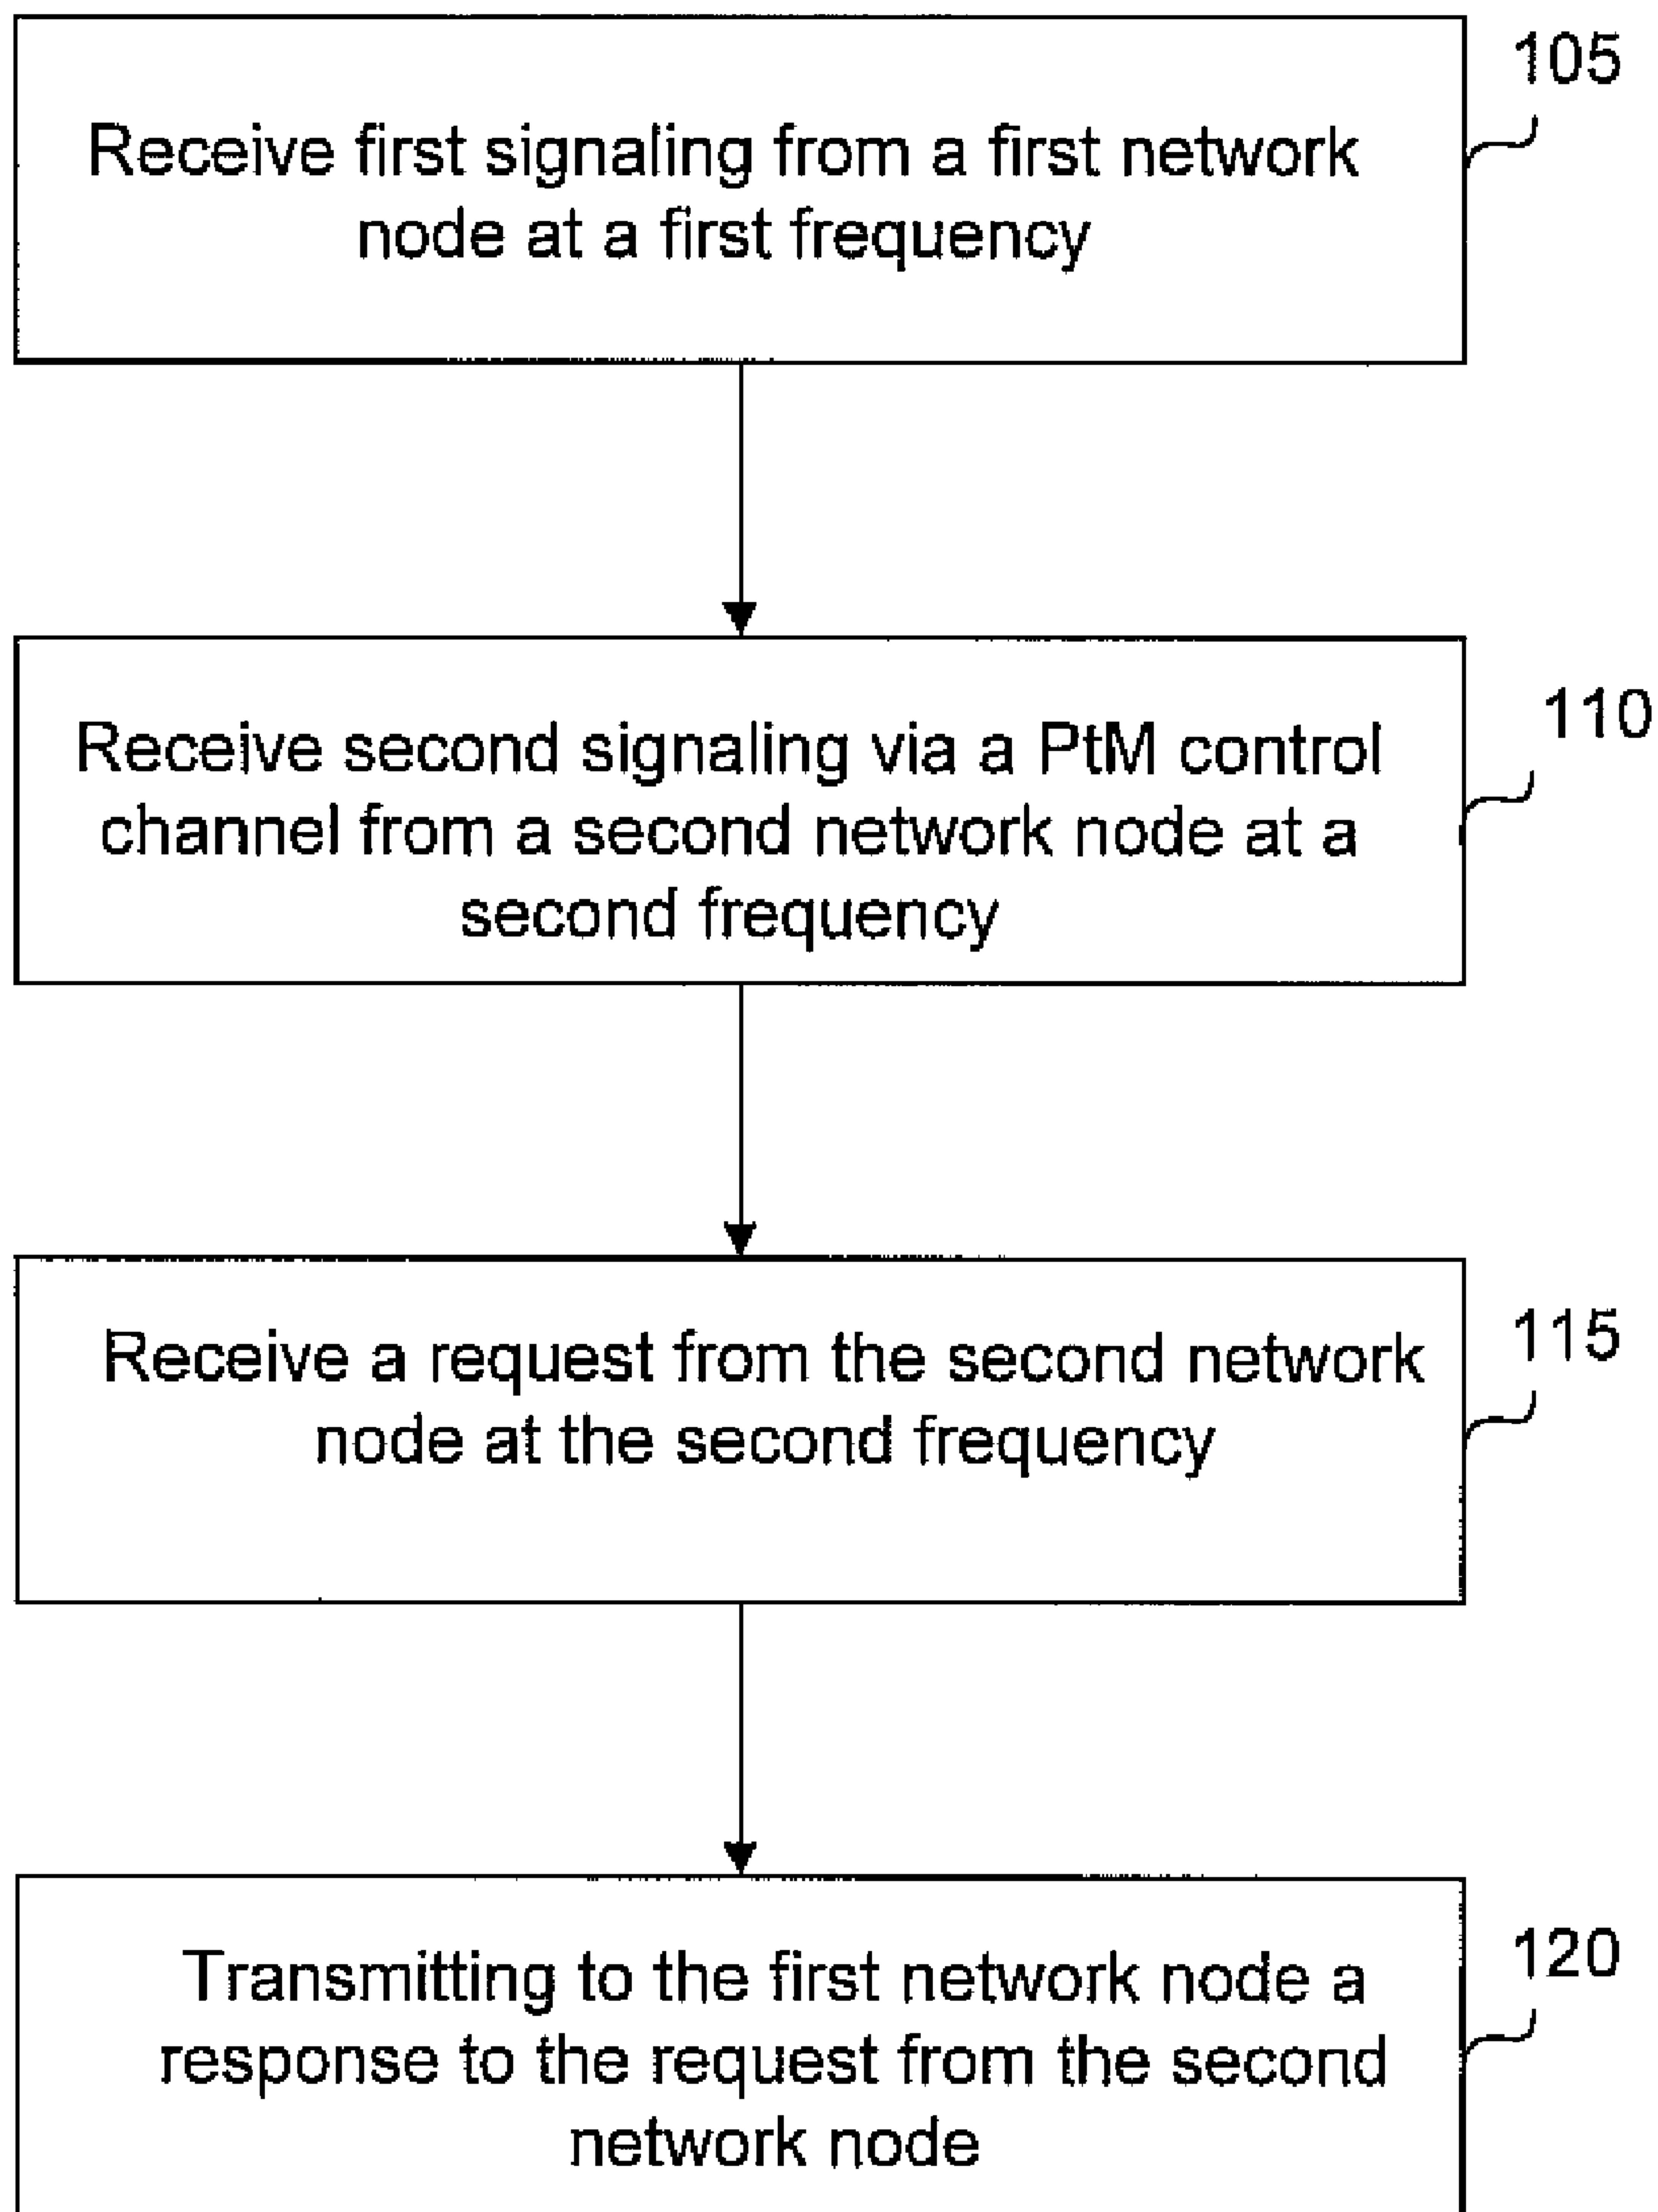 105
Receive first signaling from a first network
node at a first frequency
110
Receive second signaling via a PtM control
channel from a second network node at a
second frequency
115
Receive a request from the second network
node at the second frequency
120
Transmitting to the first network node a
response to the request from the second
network node